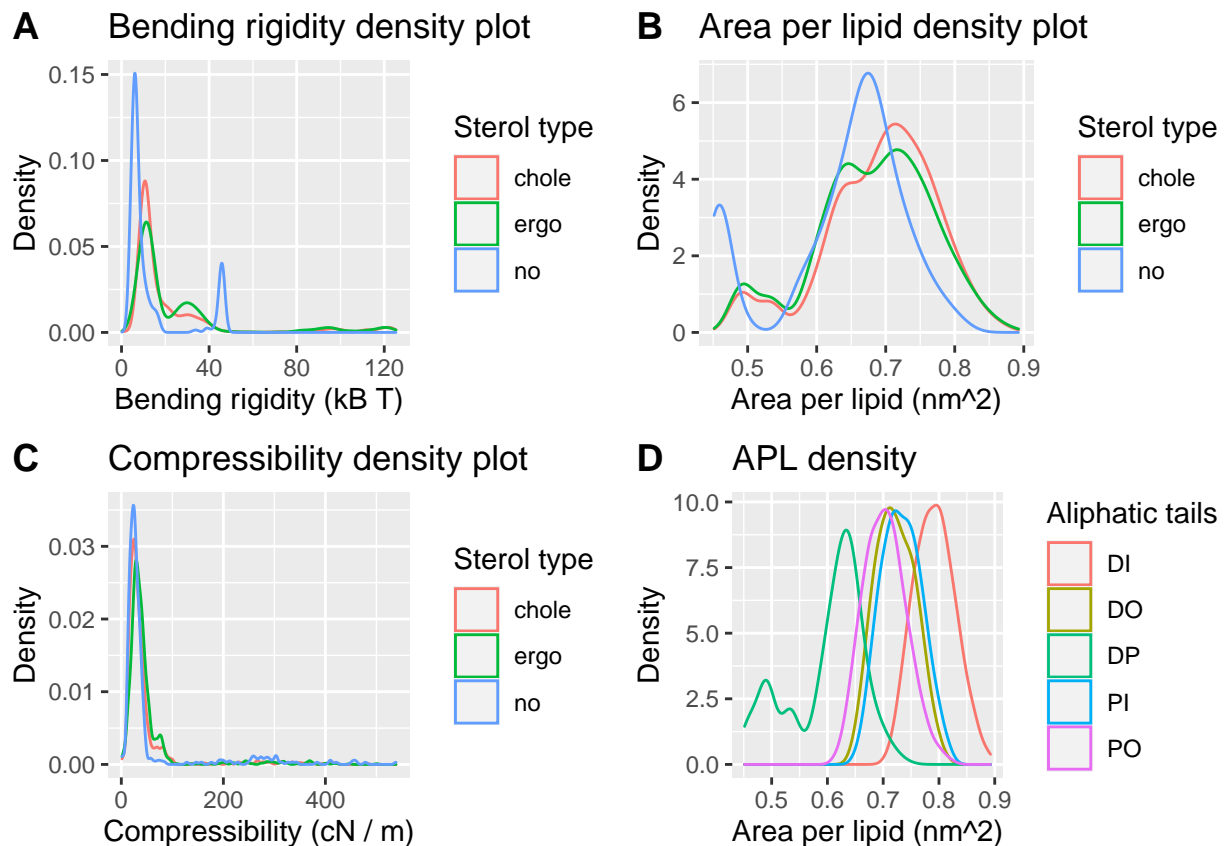 A Bending rigidity density plot
0.15
0.10
0.05
0.00
Density
0 40 80 120
Bending rigidity (kB T)
Sterol type
chole
ergo
no
B Area per lipid density plot
6
4
2
0
Density
0.5 0.6 0.7 0.8 0.9
Area per lipid (nm^2)
Sterol type
chole
ergo
no
C Compressibility density plot
0.03
0.02
0.01
0.00
Density
0 200 400
Compressibility (cN / m)
Sterol type
chole
ergo
no
D APL density
10.0
7.5
5.0
2.5
0.0
Density
0.5 0.6 0.7 0.8 0.9
Area per lipid (nm^2)
Aliphatic tails
DI
DO
DP
PI
PO